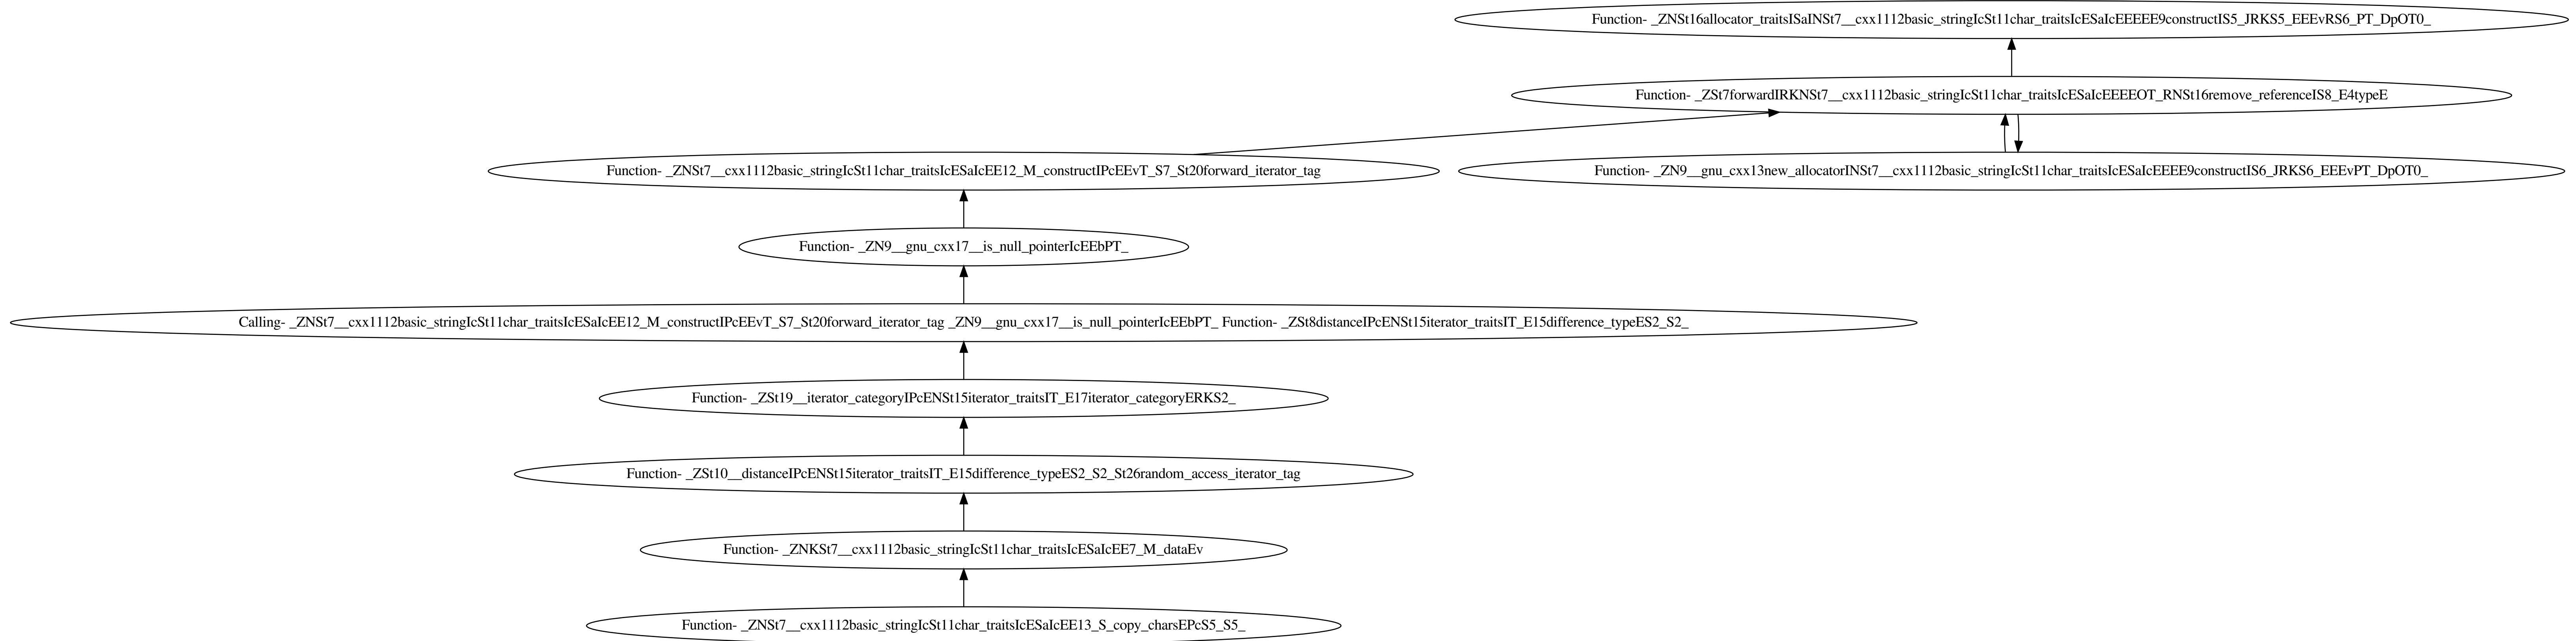 Function- _ZNSt16allocator_traitsISaINSt7__cxx1112basic_stringIcSt11char_traitsIcESaIcEEEEE9constructIS5_JRKS5_EEEvRS6_PT_DpOT0_
Function- _ZSt7forwardIRKNSt7__cxx1112basic_stringIcSt11char_traitsIcESaIcEEEEOT_RNSt16remove_referenceIS8_E4typeE
Function- _ZNSt7__cxx1112basic_stringIcSt11char_traitsIcESaIcEE12_M_constructIPcEEvT_S7_St20forward_iterator_tag
Function- _ZN9__gnu_cxx13new_allocatorINSt7__cxx1112basic_stringIcSt11char_traitsIcESaIcEEEE9constructIS6_JRKS6_EEEvPT_DpOT0_
Function- _ZN9__gnu_cxx17__is_null_pointerIcEEbPT_
Calling- _ZNSt7__cxx1112basic_stringIcSt11char_traitsIcESaIcEE12_M_constructIPcEEvT_S7_St20forward_iterator_tag _ZN9__gnu_cxx17__is_null_pointerIcEEbPT_ Function- _ZSt8distanceIPcENSt15iterator_traitsIT_E15difference_typeES2_S2_
Function- _ZSt19__iterator_categoryIPcENSt15iterator_traitsIT_E17iterator_categoryERKS2_
Function- _ZSt10__distanceIPcENSt15iterator_traitsIT_E15difference_typeES2_S2_St26random_access_iterator_tag
Function- _ZNKSt7__cxx1112basic_stringIcSt11char_traitsIcESaIcEE7_M_dataEv
Function- _ZNSt7__cxx1112basic_stringIcSt11char_traitsIcESaIcEE13_S_copy_charsEPcS5_S5_